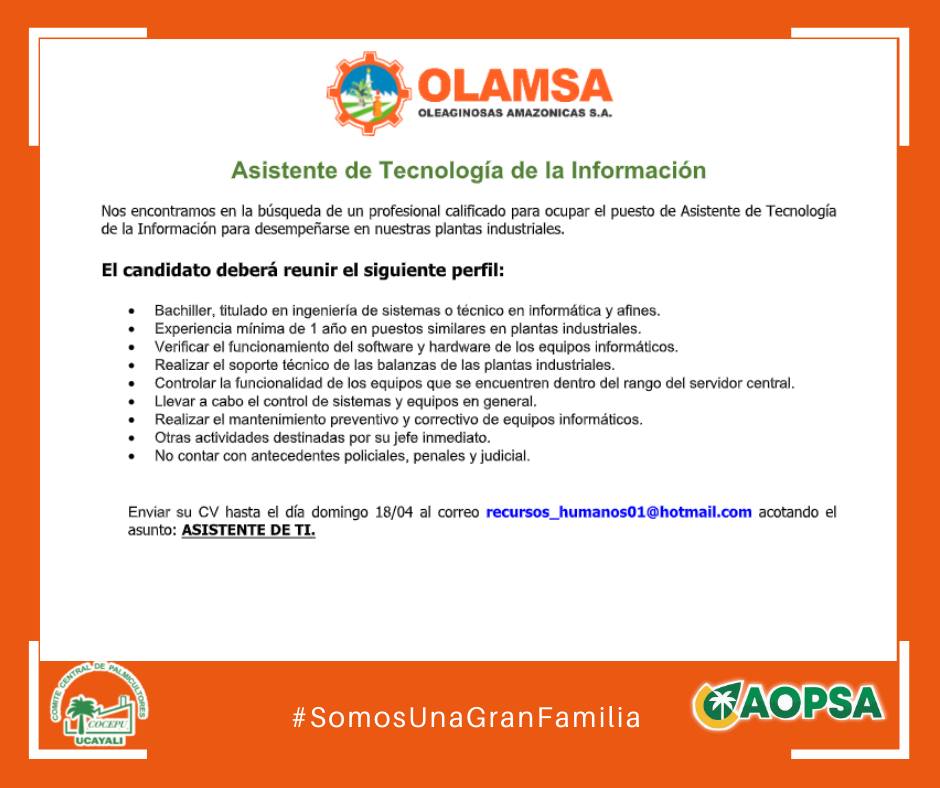 OLAMSA
OLEAGINOSAS AMAZONICAS S.A.
Asistente de Tecnología de la Información
Nos encontramos en la búsqueda de un profesional calificado para ocupar el puesto de Asistente de Tecnología
de la Información para desempeñarse en nuestras plantas industriales.
El candidato deberá reunir el siguiente perfil:
• Bachiller, titulado en ingeniería de sistemas o técnico en informática y afines.
• Experiencia mínima de 1 año en puestos similares en plantas industriales.
• Verificar el funcionamiento del software y hardware de los equipos informáticos.
• Realizar el soporte técnico de las balanzas de las plantas industriales.
• Controlar la funcionalidad de los equipos que se encuentren dentro del rango del servidor central.
• Llevar a cabo el control de sistemas y equipos en general.
• Realizar el mantenimiento preventivo y correctivo de equipos informáticos.
• Otras actividades destinadas por su jefe inmediato.
• No contar con antecedentes policiales, penales y judicial.
Enviar su CV hasta el día domingo 18/04 al correo recursos_humanos01@hotmail.com acotando el
asunto: ASISTENTE DE TI.
COMITE CENTRAL DE PALMICULTORES
COCEPU
UCAYALI
#SomosUnaGranFamilia
AOPSA